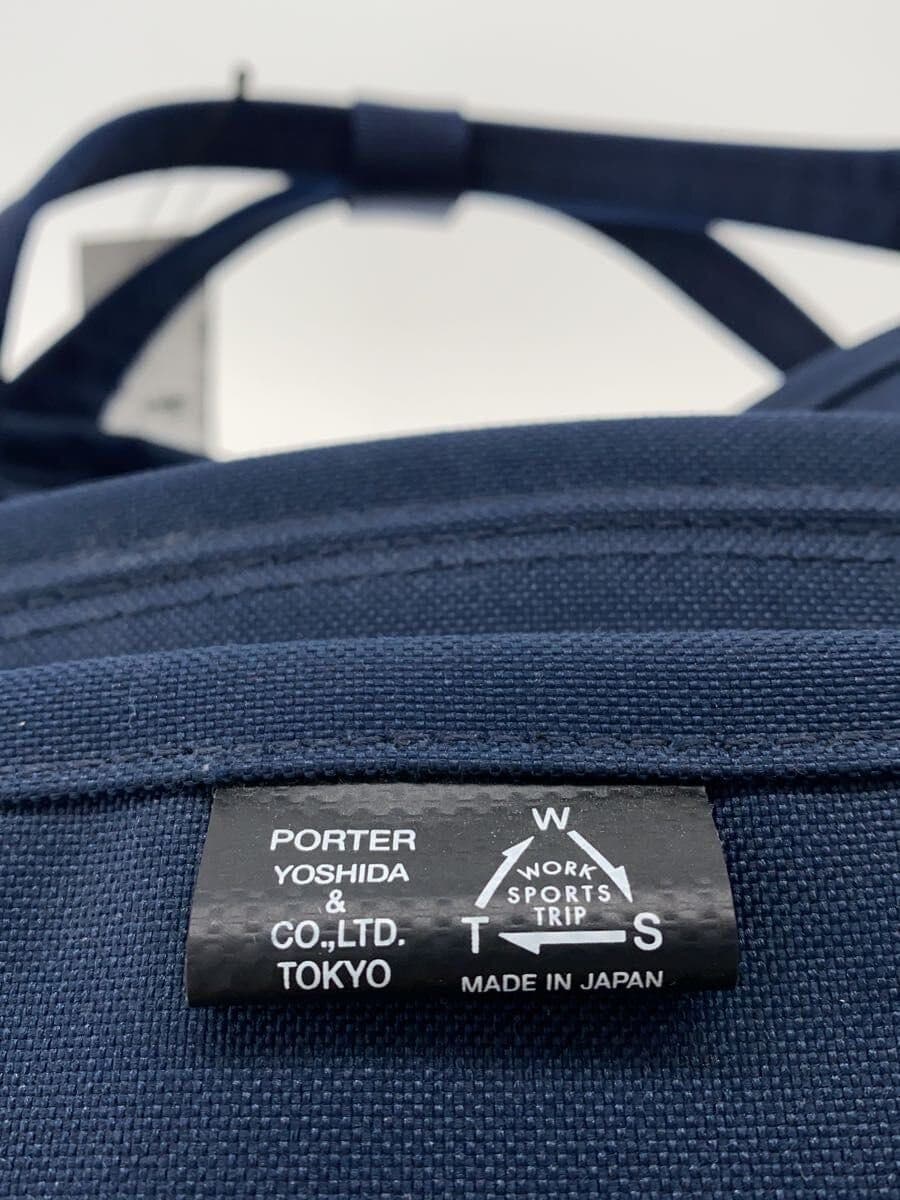 PORTER
YOSHIDA
&
CO.,LTD.
TOKYO
W
WORK
SPORTS
TRIP
T S
MADE IN JAPAN